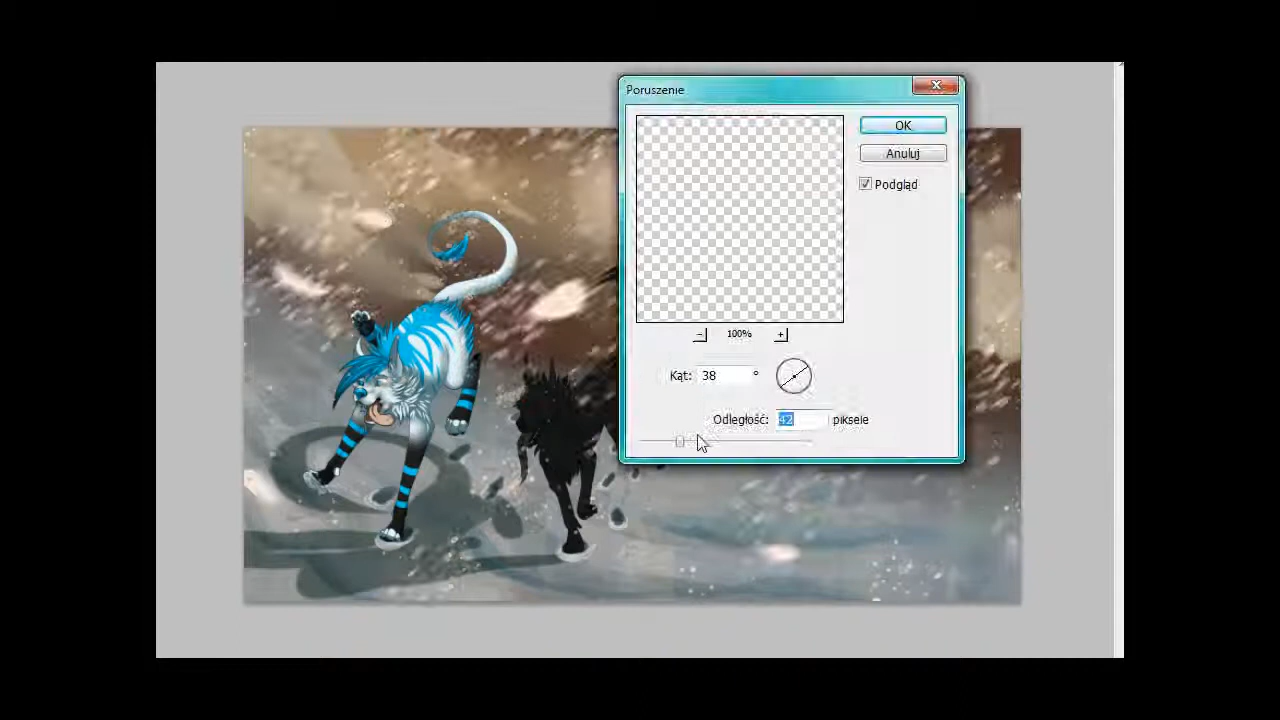 Poruszenie
OK
Anuluj
Podgląd
100%
Kąt: 38 °
Odległość: 42 piksele